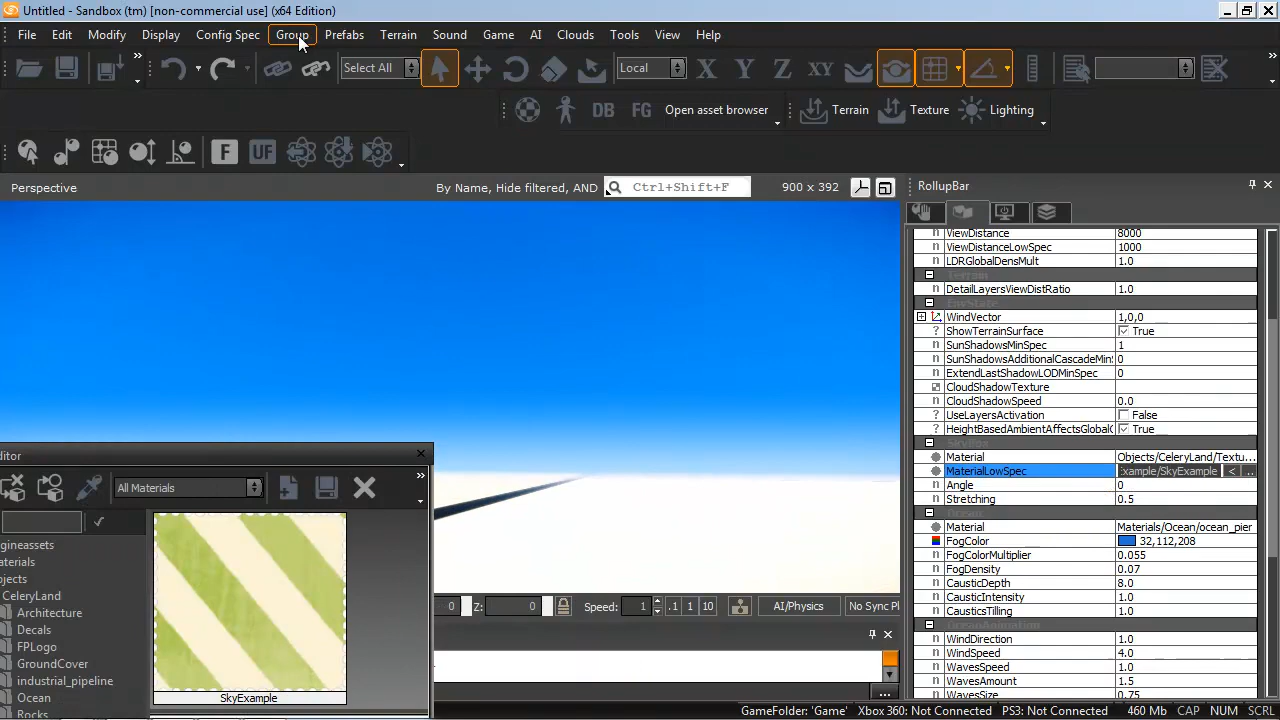 Untitled - Sandbox (tm) [non-commercial use] (x64 Edition)
File Edit Modify Display Config Spec Group Prefabs Terrain Sound Game AI Clouds Tools View Help
Select All Local X Y Z XY
DB FG Open asset browser Terrain Texture Lighting
F UF
Perspective By Name, Hide filtered, AND Ctrl+Shift+F 900 x 392 RollupBar
ViewDistance 8000
ViewDistanceLowSpec 1000
LDRGlobalDensMult 1.0
Terrain
DetailLayersViewDistRatio 1.0
EnvState
WindVector 1,0,0
ShowTerrainSurface True
SunShadowsMinSpec 1
SunShadowsAdditionalCascadeMin 0
ExtendLastShadowLODMinSpec 0
CloudShadowTexture
CloudShadowSpeed 0.0
UseLayersActivation False
HeightBasedAmbientAffectsGlobal True
SkyBox
Material Objects/CeleryLand/Textu...
MaterialLowSpec xample/SkyExample < ..
Angle 0
Stretching 0.5
Ocean
Material Materials/Ocean/ocean_pier
FogColor 32,112,208
FogColorMultiplier 0.055
FogDensity 0.07
CausticDepth 8.0
CausticIntensity 1.0
CausticsTilling 1.0
OceanAnimation
WindDirection 1.0
WindSpeed 4.0
WavesSpeed 1.0
WavesAmount 1.5
WavesSize 0.75
ditor
All Materials
gineassets
aterials
ojects
CeleryLand
Architecture
Decals
FPLogo
GroundCover
industrial_pipeline
Ocean
Rocks
SkyExample
0 Z: 0 Speed: 1 .1 1 10 AI/Physics No Sync Pl
...
GameFolder: 'Game' Xbox 360: Not Connected PS3: Not Connected 460 Mb CAP NUM SCRL